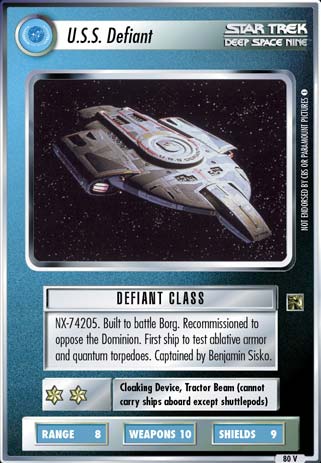 U.S.S. Defiant
STAR TREK
DEEP SPACE NINE
NOT ENDORSED BY CBS OR PARAMOUNT PICTURES
DEFIANT CLASS
NX-74205. Built to battle Borg. Recommissioned to
oppose the Dominion. First ship to test ablative armor
and quantum torpedoes. Captained by Benjamin Sisko.
Cloaking Device, Tractor Beam (cannot
carry ships aboard except shuttlepods)
RANGE 8 WEAPONS 10 SHIELDS 9
80 V